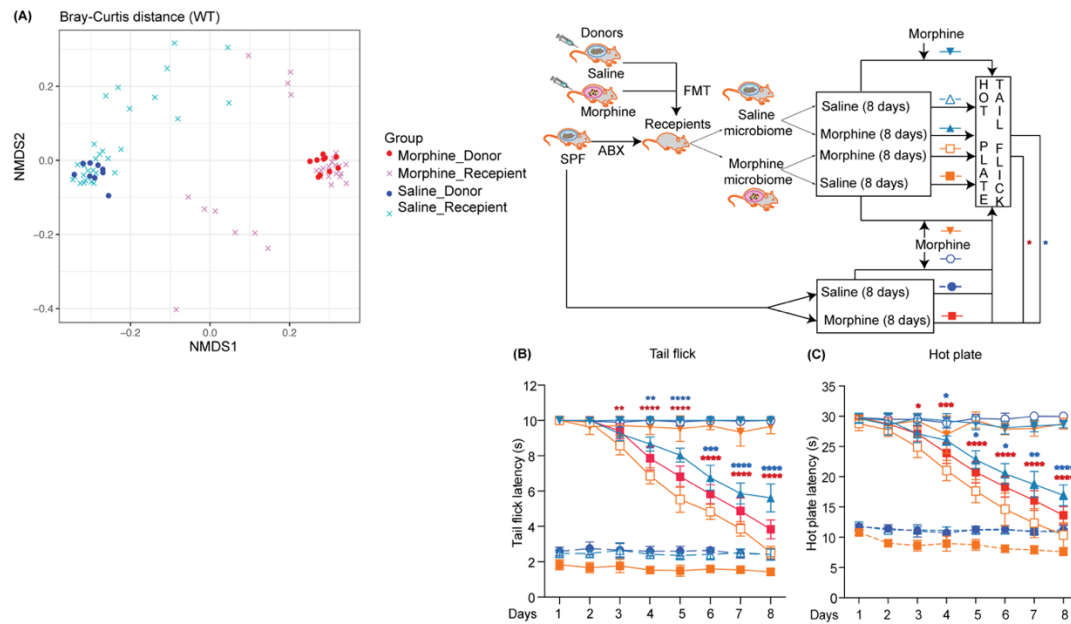 (A)
Bray-Curtis distance (WT)
NMDS2
0.2
0.0
−0.2
−0.4
−0.2
0.0
0.2
NMDS1
Group
Morphine_Donor
Morphine_Recepient
Saline_Donor
Saline_Recepient
Donors
Saline
Morphine
FMT
Recepients
SPF
ABX
Saline
microbiome
Morphine
microbiome
Morphine
Saline (8 days)
Morphine (8 days)
Morphine (8 days)
Saline (8 days)
HOT PLATE
TAIL FLICK
* *
Morphine
Saline (8 days)
Morphine (8 days)
(B)
Tail flick
Tail flick latency (s)
12
10
8
6
4
2
0
** ****
** **** **** *** **** ****
**** **** **** ****
Days 1 2 3 4 5 6 7 8
(C)
Hot plate
Hot plate latency (s)
35
30
25
20
15
10
5
0
*
* ***
* ****
* ****
** ****
**** ****
Days 1 2 3 4 5 6 7 8